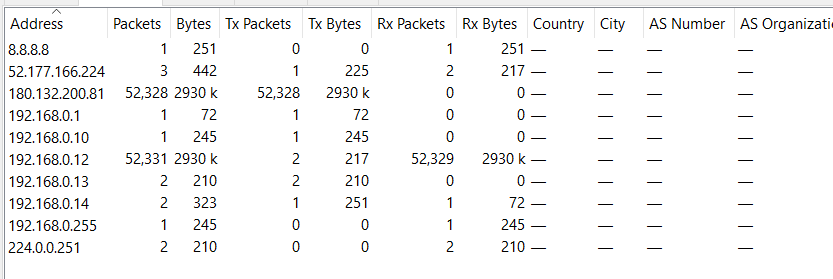 Address Packets Bytes Tx Packets Tx Bytes Rx Packets Rx Bytes Country City AS Number AS Organizati
8.8.8.8 1 251 0 0 1 251 — — — —
52.177.166.224 3 442 1 225 2 217 — — — —
180.132.200.81 52,328 2930 k 52,328 2930 k 0 0 — — — —
192.168.0.1 1 72 1 72 0 0 — — — —
192.168.0.10 1 245 1 245 0 0 — — — —
192.168.0.12 52,331 2930 k 2 217 52,329 2930 k — — — —
192.168.0.13 2 210 2 210 0 0 — — — —
192.168.0.14 2 323 1 251 1 72 — — — —
192.168.0.255 1 245 0 0 1 245 — — — —
224.0.0.251 2 210 0 0 2 210 — — — —